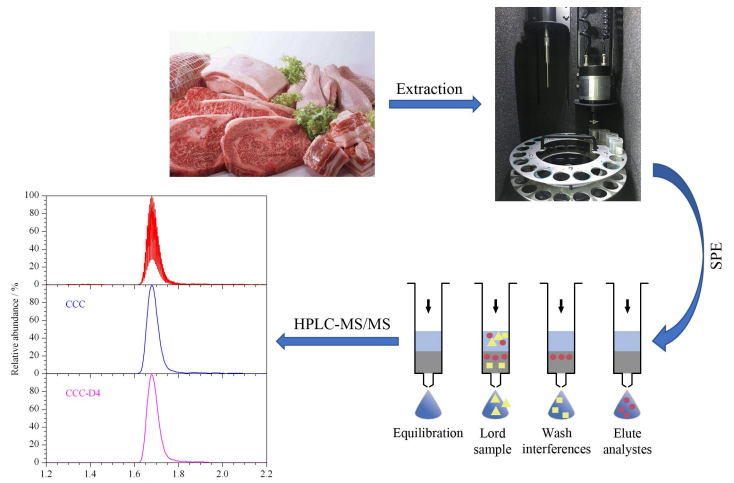 Extraction
SPE
Equilibration
Lord
sample
Wash
interferences
Elute
analystes
HPLC-MS/MS
Relative abundance / %
100
80
60
40
20
0
CCC
80
60
40
20
0
CCC-D4
80
60
40
20
0
1.2
1.4
1.6
1.8
2.0
2.2